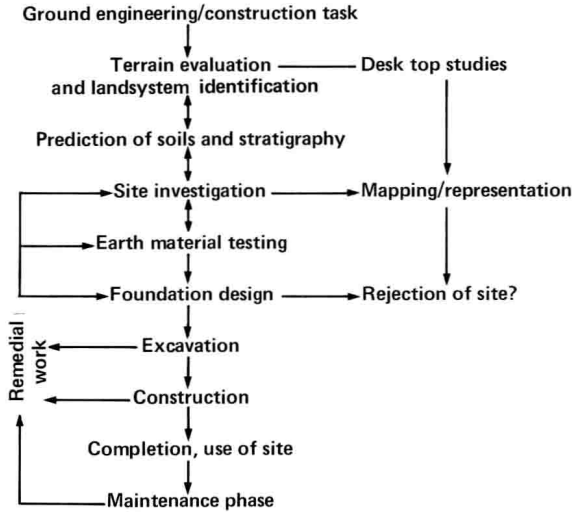 Ground engineering/construction task
Terrain evaluation
and landsystem identification
Desk top studies
Prediction of soils and stratigraphy
Site investigation
Mapping/representation
Earth material testing
Foundation design
Rejection of site?
Remedial
work
Excavation
Construction
Completion, use of site
Maintenance phase